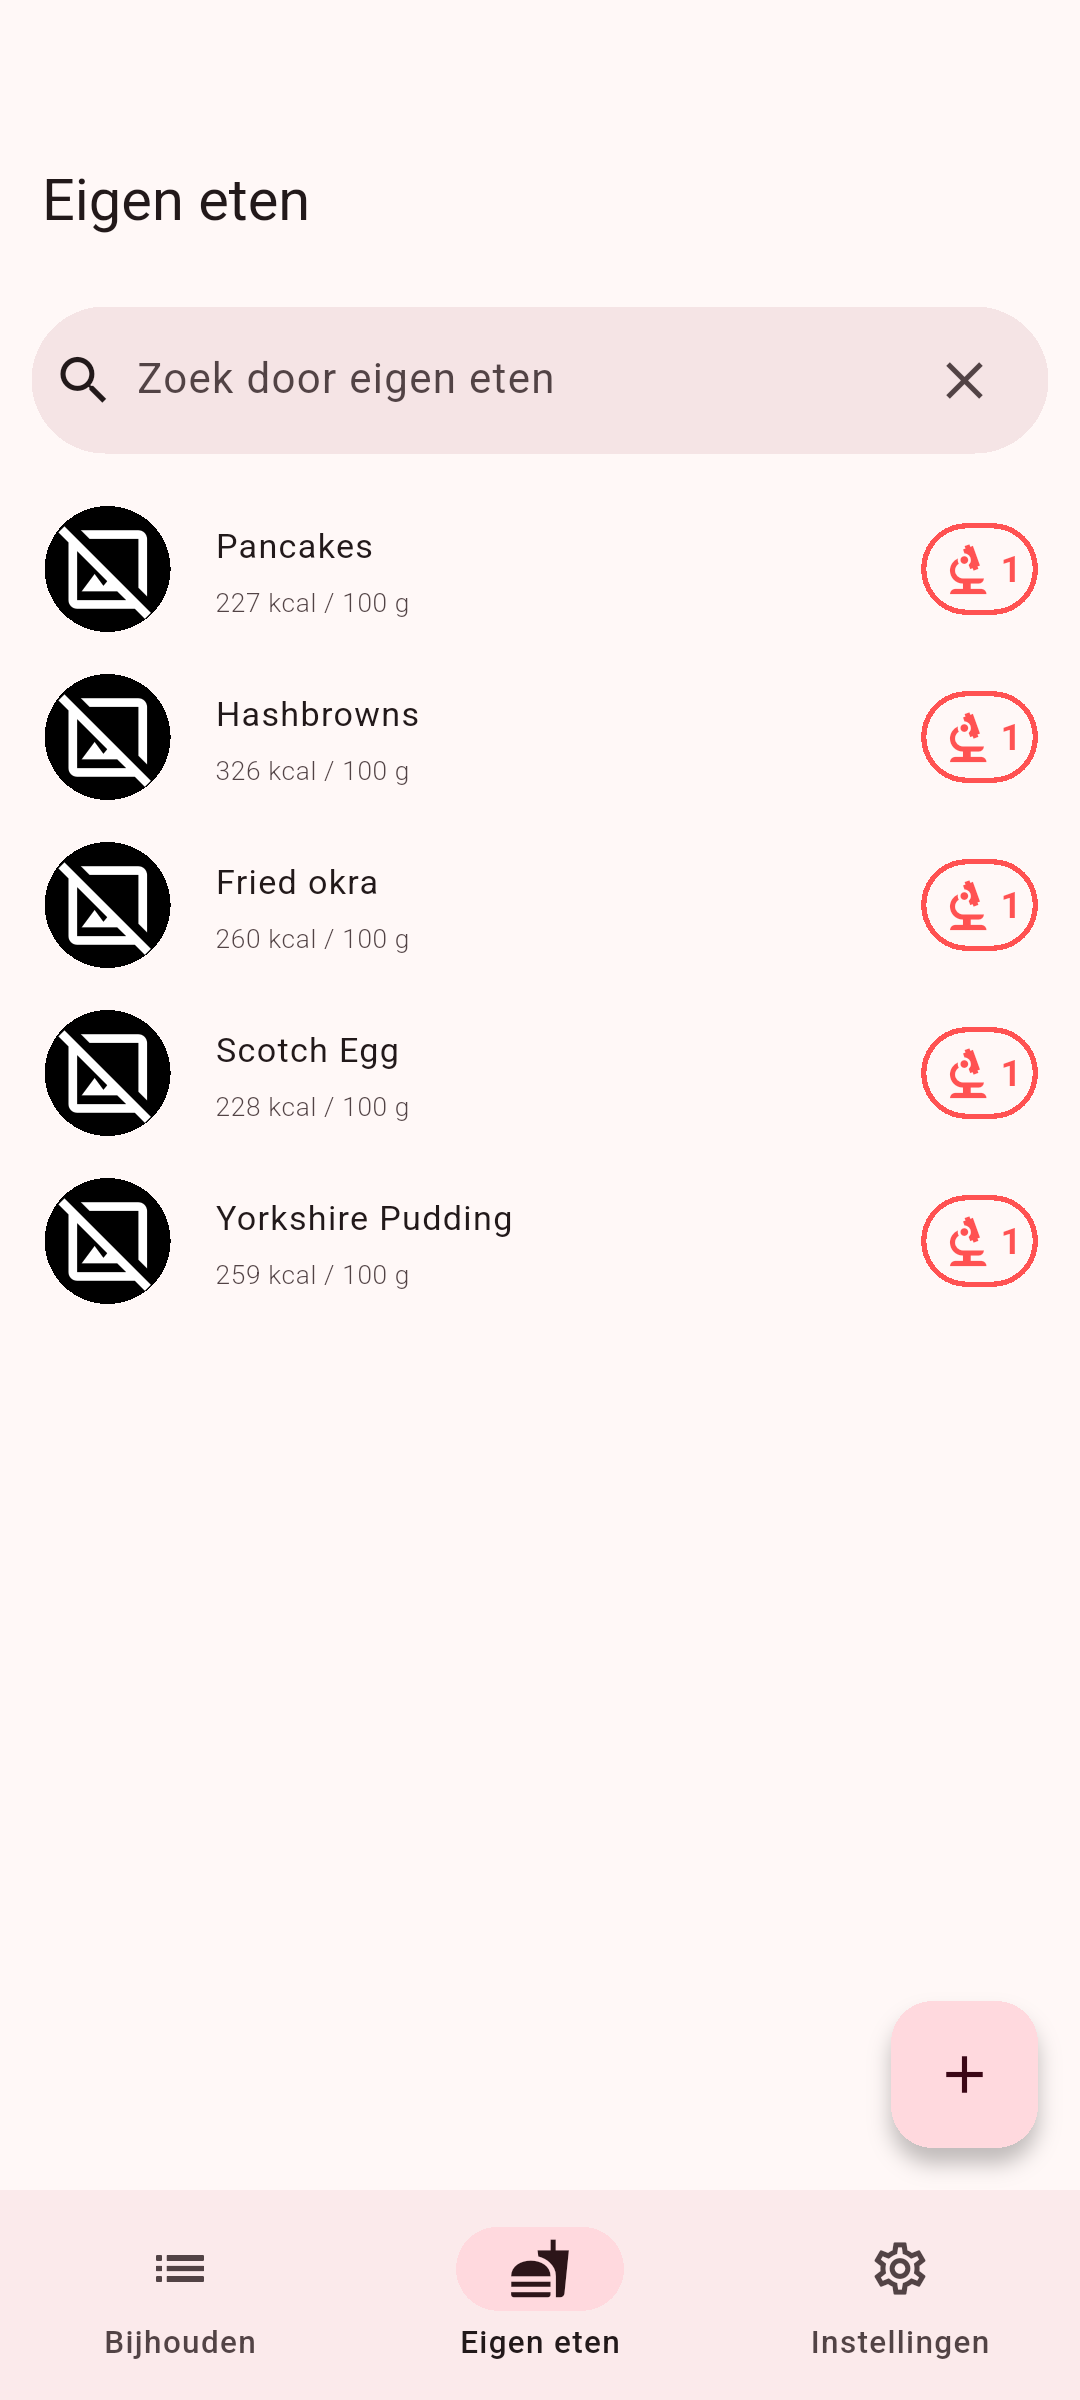 Eigen eten
Zoek door eigen eten
Pancakes
227 kcal / 100 g
1
Hashbrowns
326 kcal / 100 g
1
Fried okra
260 kcal / 100 g
1
Scotch Egg
228 kcal / 100 g
1
Yorkshire Pudding
259 kcal / 100 g
1
Bijhouden
Eigen eten
Instellingen